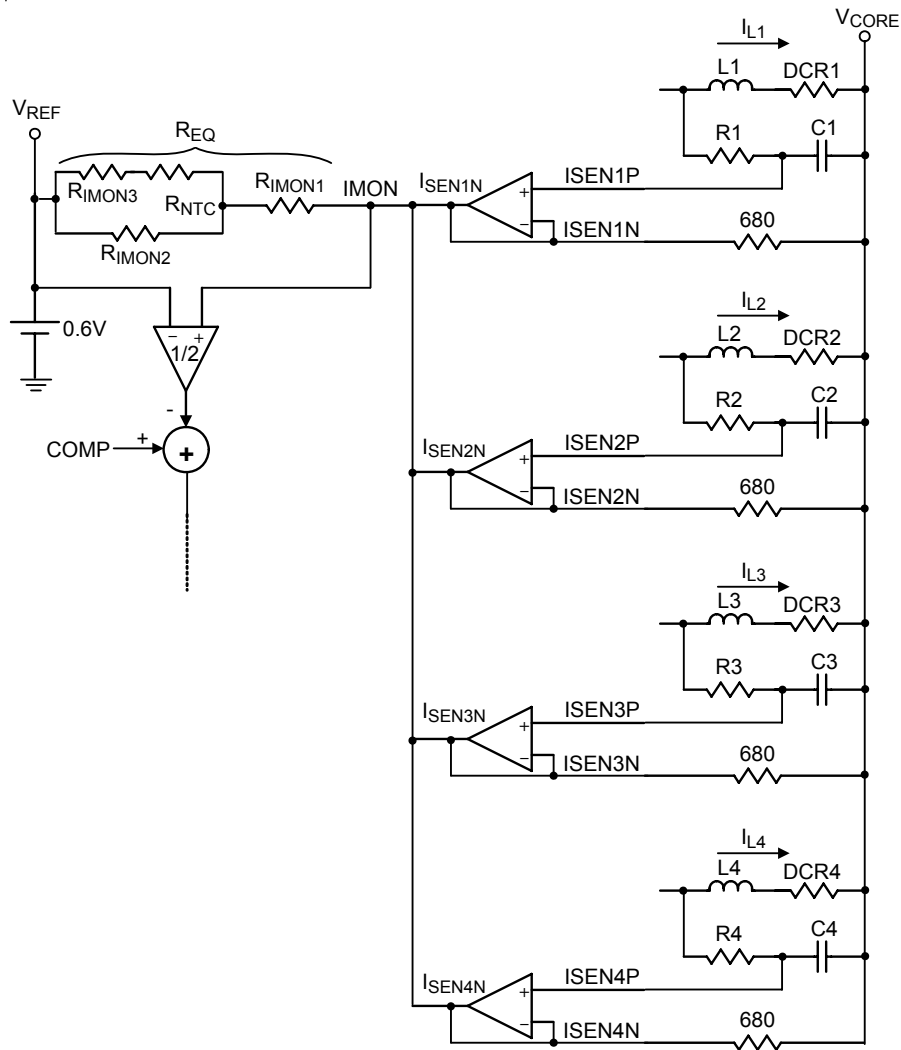 V_CORE
I_L1
L1 DCR1
R1 C1
V_REF
R_EQ
R_IMON3
R_NTC
R_IMON1
R_IMON2
IMON
I_SEN1N
+
−
ISEN1P
ISEN1N
680
0.6V
− +
1/2
-
COMP
+
+
I_L2
L2 DCR2
R2 C2
I_SEN2N
+
−
ISEN2P
ISEN2N
680
I_L3
L3 DCR3
R3 C3
I_SEN3N
+
−
ISEN3P
ISEN3N
680
I_L4
L4 DCR4
R4 C4
I_SEN4N
+
−
ISEN4P
ISEN4N
680